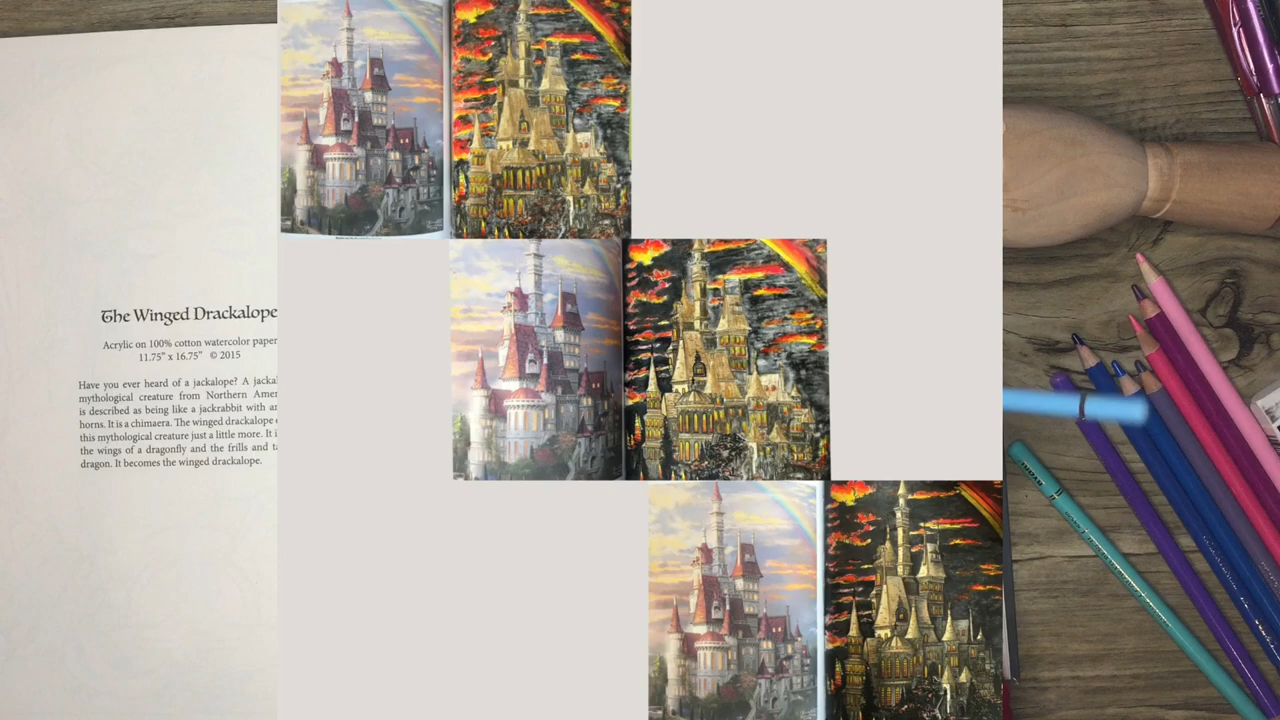 The Winged Drackalope
Acrylic on 100% cotton watercolor paper
11.75" x 16.75" © 2015
Have you ever heard of a jackalope? A
mythological creature from Northern
is described as being like a jackrabbit with
horns. It is a chimaera. The winged drackalope
this mythological creature just a little more. It
the wings of a dragonfly and the frills and
dragon. It becomes the winged drackalope.